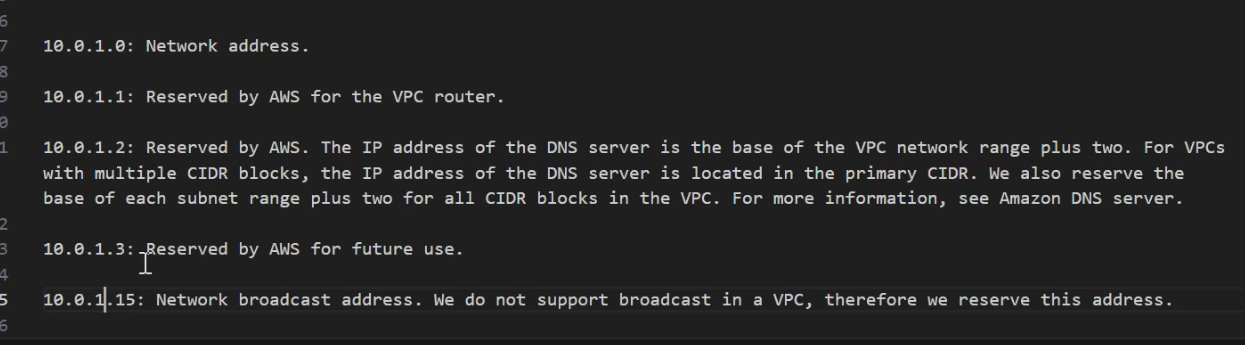 6
7 10.0.1.0: Network address.
8
9 10.0.1.1: Reserved by AWS for the VPC router.
0
1 10.0.1.2: Reserved by AWS. The IP address of the DNS server is the base of the VPC network range plus two. For VPCs
with multiple CIDR blocks, the IP address of the DNS server is located in the primary CIDR. We also reserve the
base of each subnet range plus two for all CIDR blocks in the VPC. For more information, see Amazon DNS server.
2
3 10.0.1.3: Reserved by AWS for future use.
4
5 10.0.1.15: Network broadcast address. We do not support broadcast in a VPC, therefore we reserve this address.
6